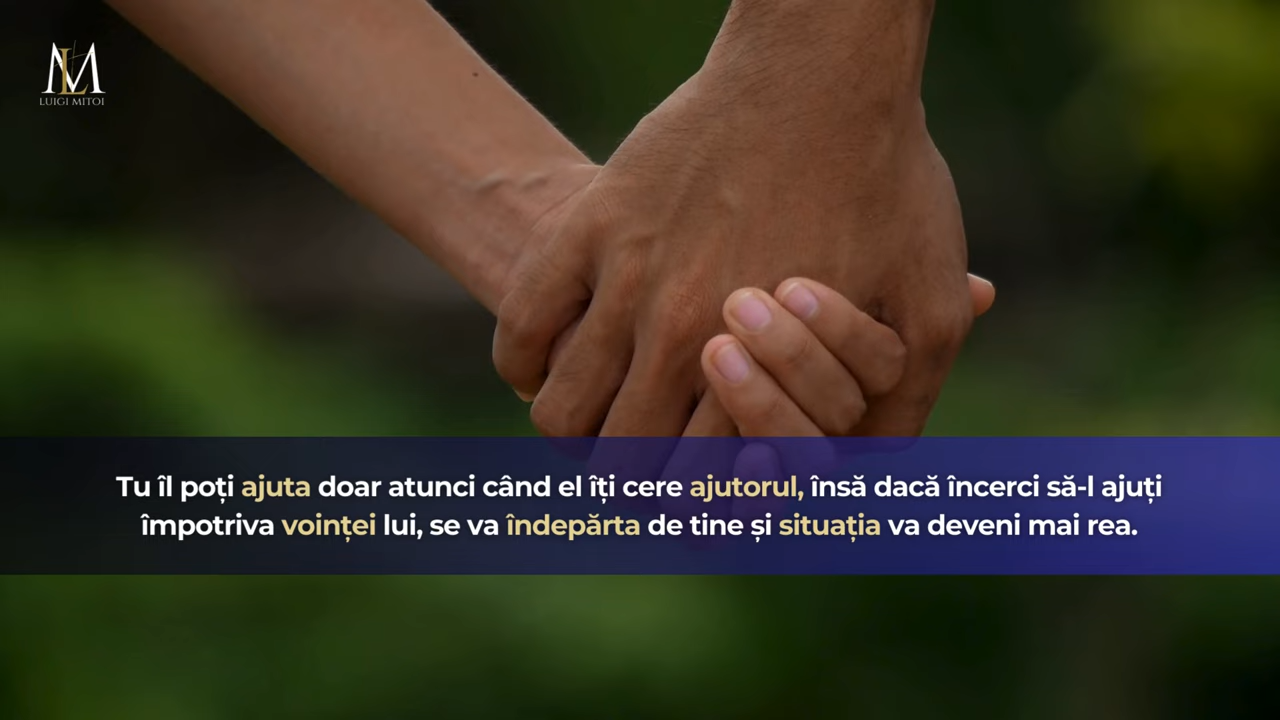 LM
LUIGI MITOI
Tu îl poți ajuta doar atunci când el îți cere ajutorul, însă dacă încerci să-l ajuți
împotriva voinței lui, se va îndepărta de tine și situația va deveni mai rea.